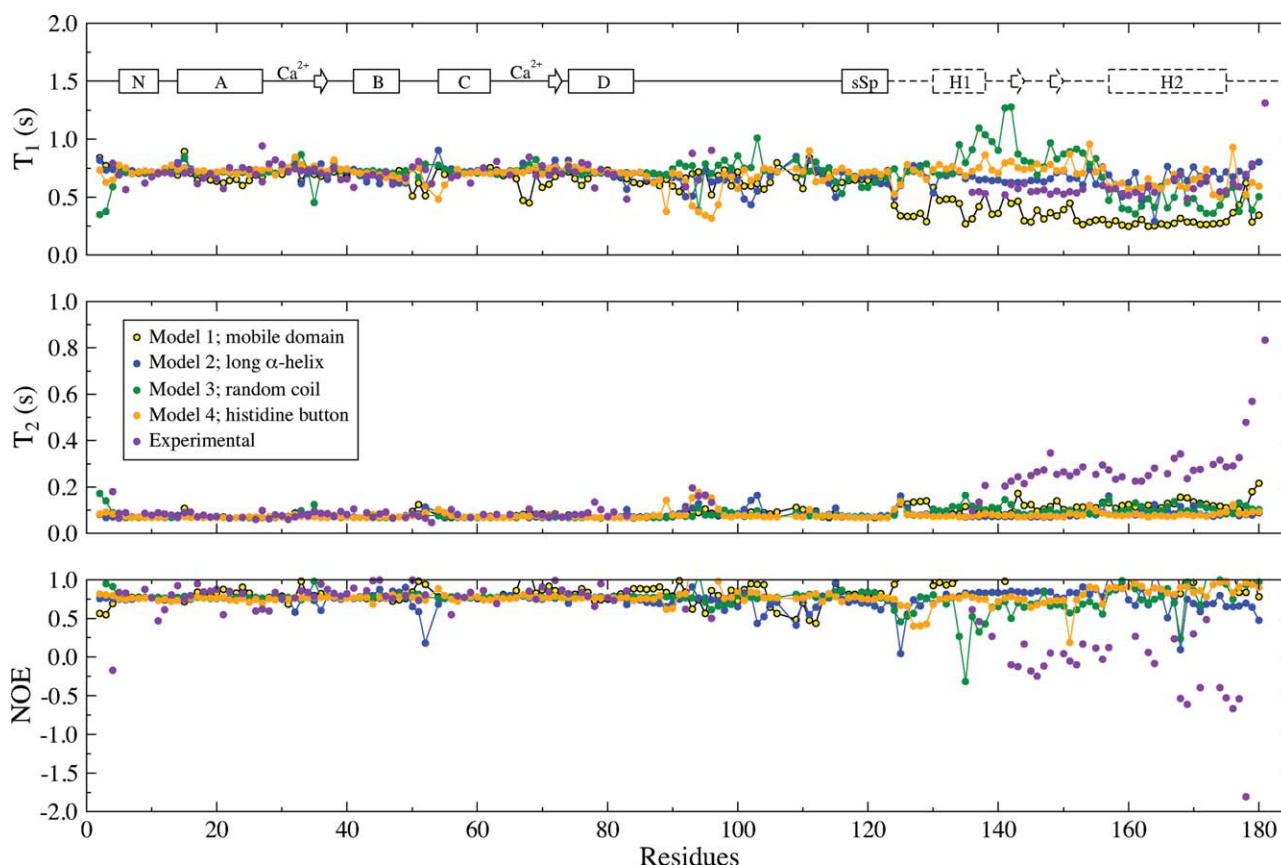 2.0
1.5
1.0
0.5
0.0
T1 (s)
N
A
Ca2+
B
C
Ca2+
D
sSp
H1
H2
1.0
0.8
0.6
0.4
0.2
0.0
T2 (s)
Model 1; mobile domain
Model 2; long α-helix
Model 3; random coil
Model 4; histidine button
Experimental
1.0
0.5
0.0
-0.5
-1.0
-1.5
-2.0
NOE
0 20 40 60 80 100 120 140 160 180
Residues